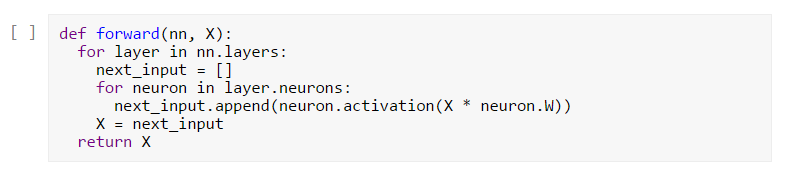 [ ] def forward(nn, X):
  for layer in nn.layers:
    next_input = []
    for neuron in layer.neurons:
      next_input.append(neuron.activation(X * neuron.W))
    X = next_input
  return X